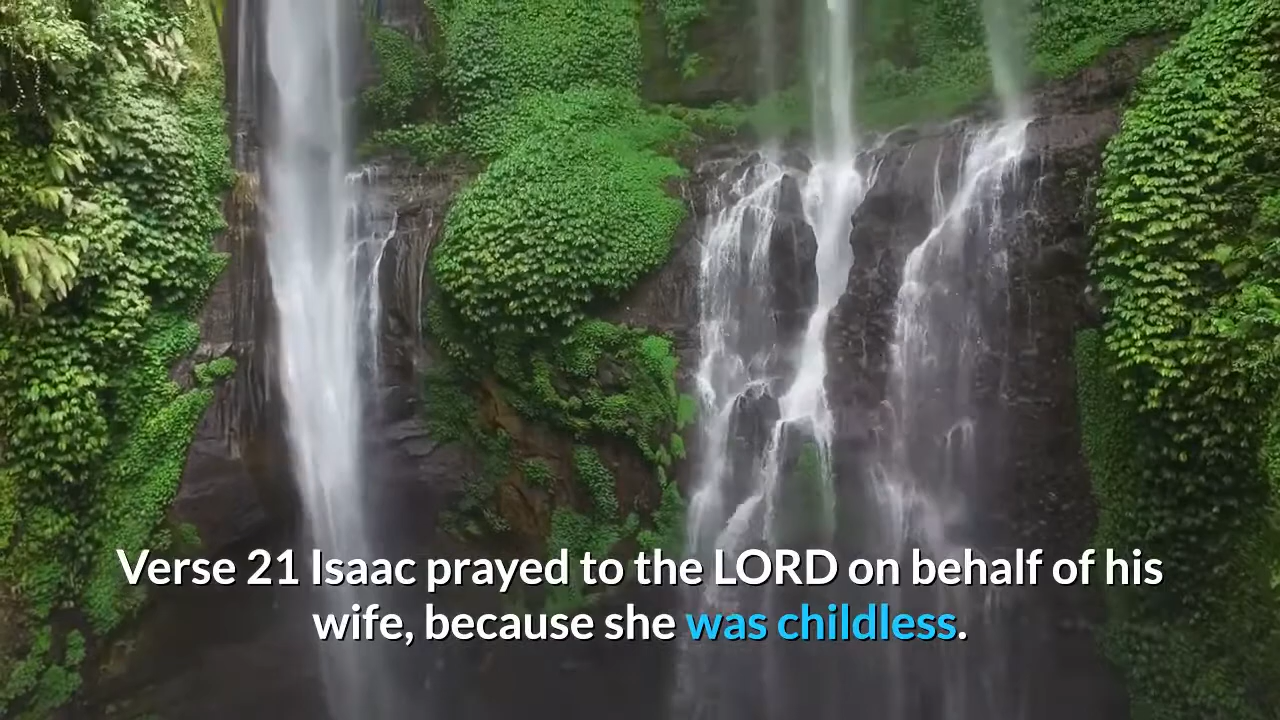 Verse 21 Isaac prayed to the LORD on behalf of his
wife, because she was childless.